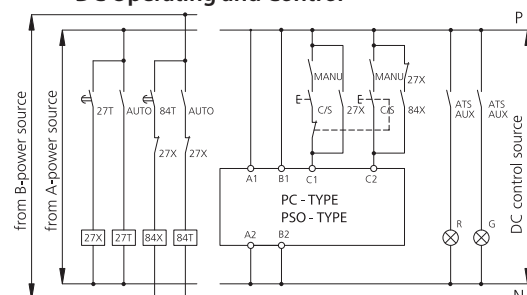 DC Operating and Control
P
MANU MANU 27X
27T AUTO 84T AUTO C/S 27X C/S 84X ATS AUX ATS AUX
27X 27X
A1 B1 C1 C2
PC - TYPE
PSO - TYPE
A2 B2
27X 27T 84X 84T R G
N
from B-power source
from A-power source
DC control source